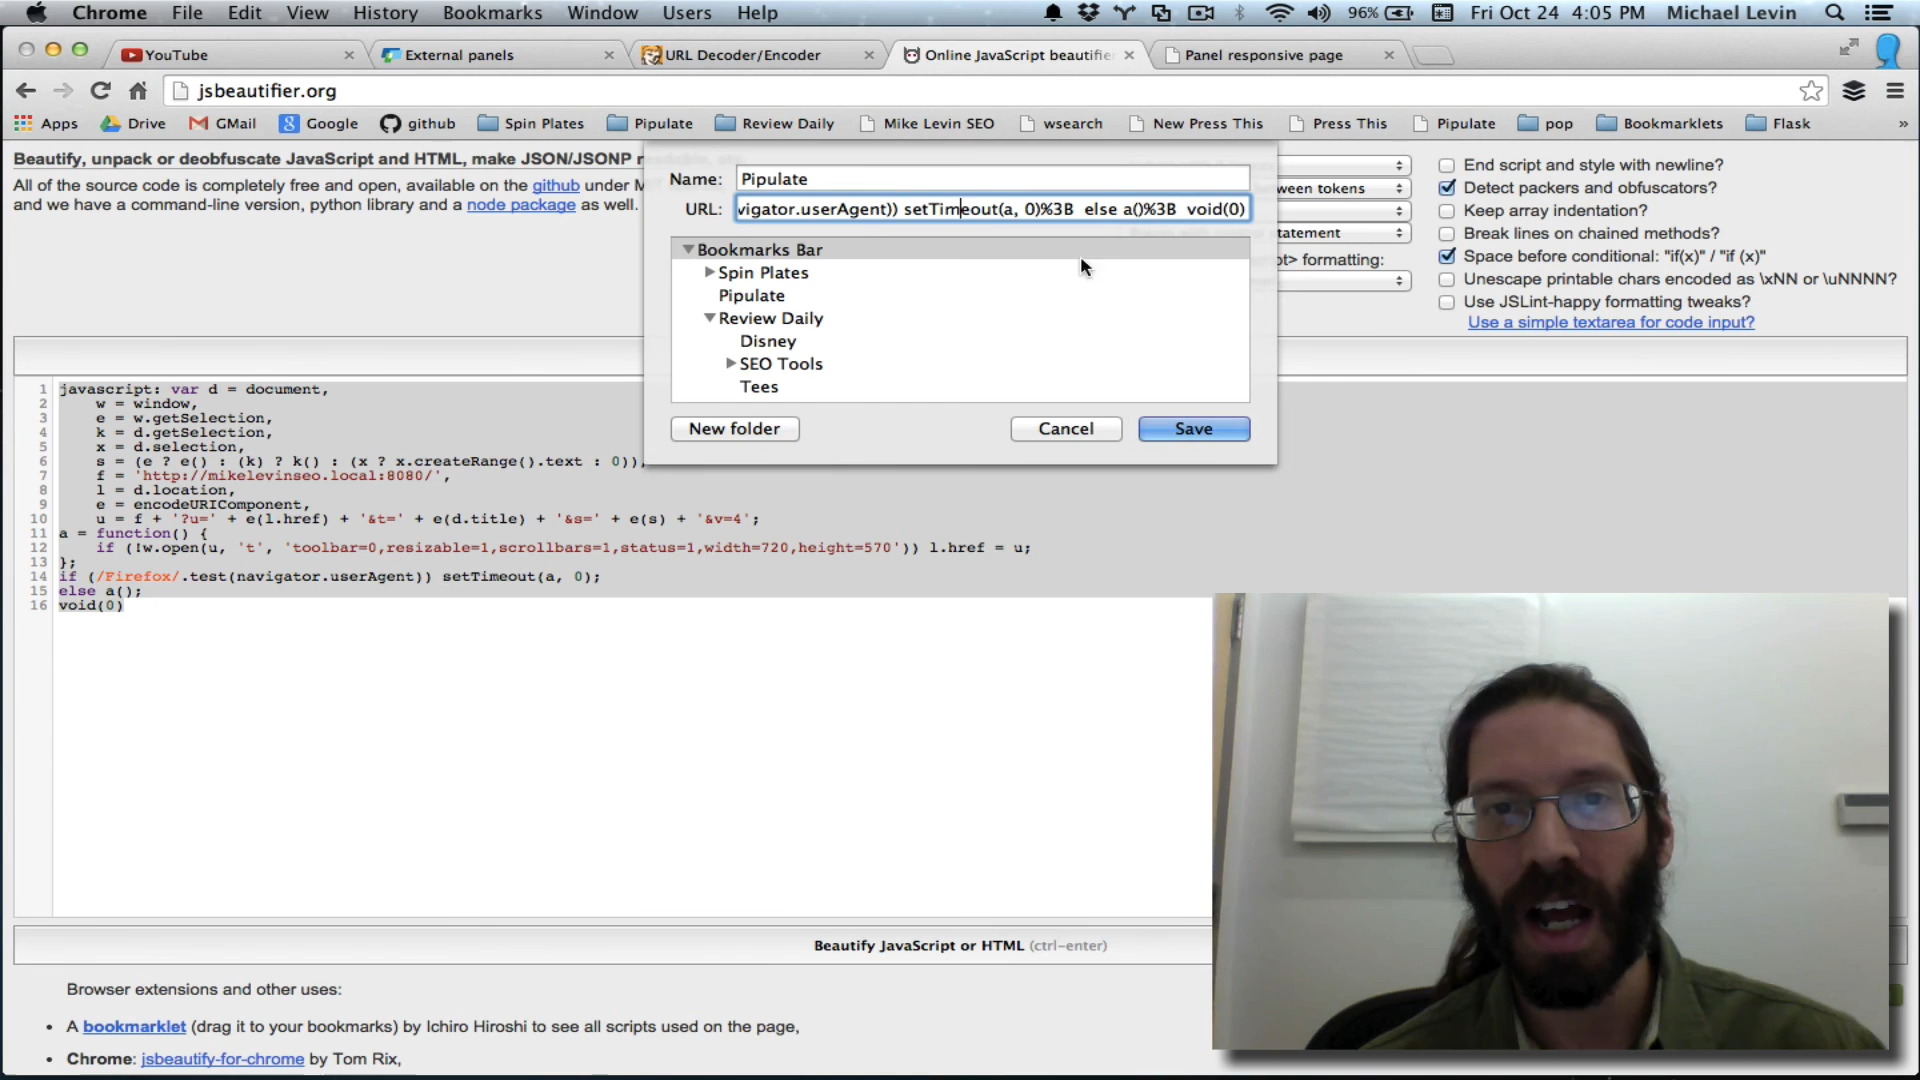 Chrome File Edit View History Bookmarks Window Users Help 96% Fri Oct 24 4:05 PM Michael Levin
YouTube External panels URL Decoder/Encoder Online JavaScript beautifier Panel responsive page
jsbeautifier.org
Apps Drive GMail Google github Spin Plates Pipulate Review Daily Mike Levin SEO wsearch New Press This Press This Pipulate pop Bookmarklets Flask »
Beautify, unpack or deobfuscate JavaScript and HTML, make JSON/JSONP
All of the source code is completely free and open, available on the github under
and we have a command-line version, python library and a node package as well.
Name: Pipulate
URL: vigator.userAgent)) setTimeout(a, 0)%3B else a()%3B void(0)
Bookmarks Bar
Spin Plates
Pipulate
Review Daily
Disney
SEO Tools
Tees
New folder Cancel Save
ween tokens
statement
formatting:
End script and style with newline?
Detect packers and obfuscators?
Keep array indentation?
Break lines on chained methods?
Space before conditional: "if(x)" / "if (x)"
Unescape printable chars encoded as \xNN or \uNNNN?
Use JSLint-happy formatting tweaks?
Use a simple textarea for code input?
1 javascript: var d = document,
2 w = window,
3 e = w.getSelection,
4 k = d.getSelection,
5 x = d.selection,
6 s = (e ? e() : (k) ? k() : (x ? x.createRange().text : 0)),
7 f = 'http://mikelevinseo.local:8080/',
8 l = d.location,
9 e = encodeURIComponent,
10 u = f + '?u=' + e(l.href) + '&t=' + e(d.title) + '&s=' + e(s) + '&v=4';
11 a = function() {
12 if (!w.open(u, 't', 'toolbar=0,resizable=1,scrollbars=1,status=1,width=720,height=570')) l.href = u;
13 };
14 if (/Firefox/.test(navigator.userAgent)) setTimeout(a, 0);
15 else a();
16 void(0)
Beautify JavaScript or HTML (ctrl-enter)
Browser extensions and other uses:
• A bookmarklet (drag it to your bookmarks) by Ichiro Hiroshi to see all scripts used on the page,
• Chrome: jsbeautify-for-chrome by Tom Rix,